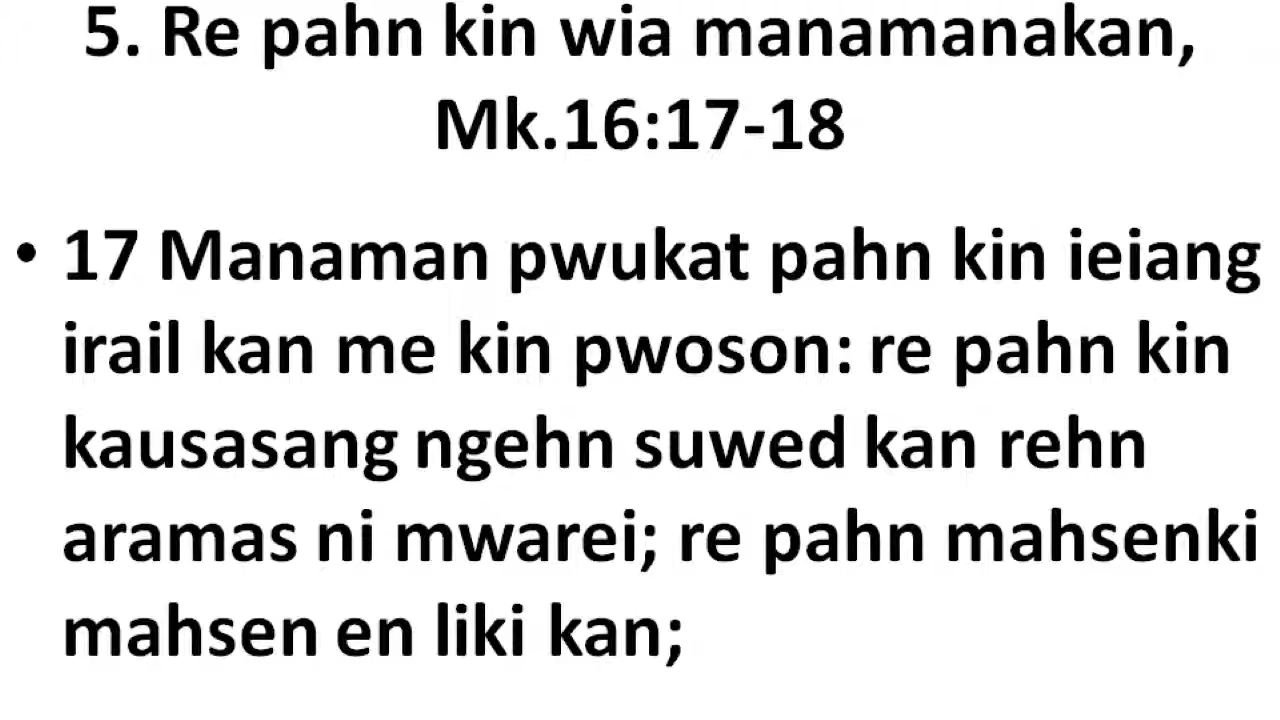 5. Re pahn kin wia manamanakan,
Mk.16:17-18
• 17 Manaman pwukat pahn kin ieiang
irail kan me kin pwoson: re pahn kin
kausasang ngehn suwed kan rehn
aramas ni mwarei; re pahn mahsenki
mahsen en liki kan;